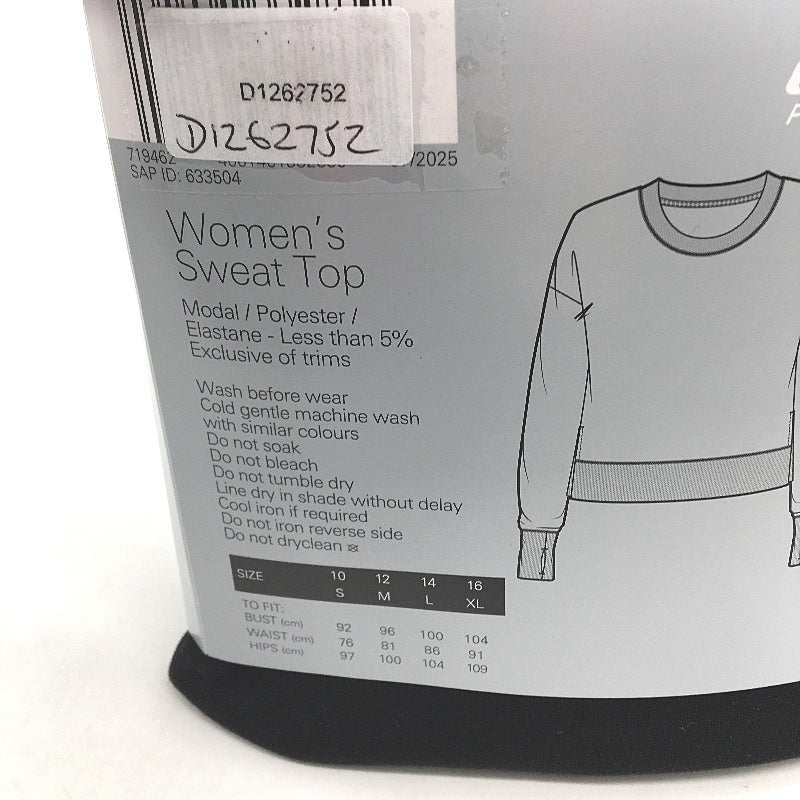 D1262752
D1262752
719462 /2025
SAP ID: 633504
Women's
Sweat Top
Modal / Polyester /
Elastane - Less than 5%
Exclusive of trims
Wash before wear
Cold gentle machine wash
with similar colours
Do not soak
Do not bleach
Do not tumble dry
Line dry in shade without delay
Cool iron if required
Do not iron reverse side
Do not dryclean
SIZE 10 12 14 16
S M L XL
TO FIT:
BUST (cm) 92 96 100 104
WAIST (cm) 76 81 86 91
HIPS (cm) 97 100 104 109